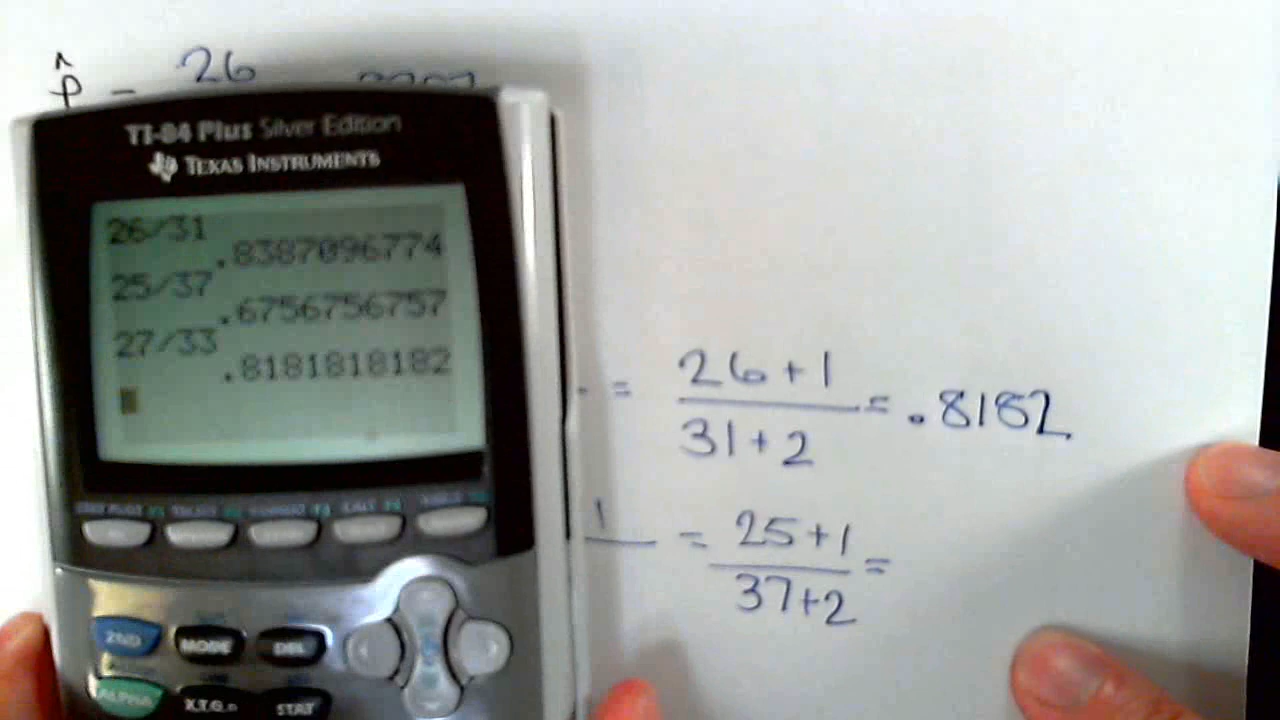 p̂ = 26
TI-84 Plus Silver Edition
TEXAS INSTRUMENTS
26/31
.8387096774
25/37
.6756756757
27/33
.8181818182
= 26+1 = .8182
31+2
1 = 25+1 =
37+2
2ND MODE DEL
ALPHA X,T,θ,n STAT